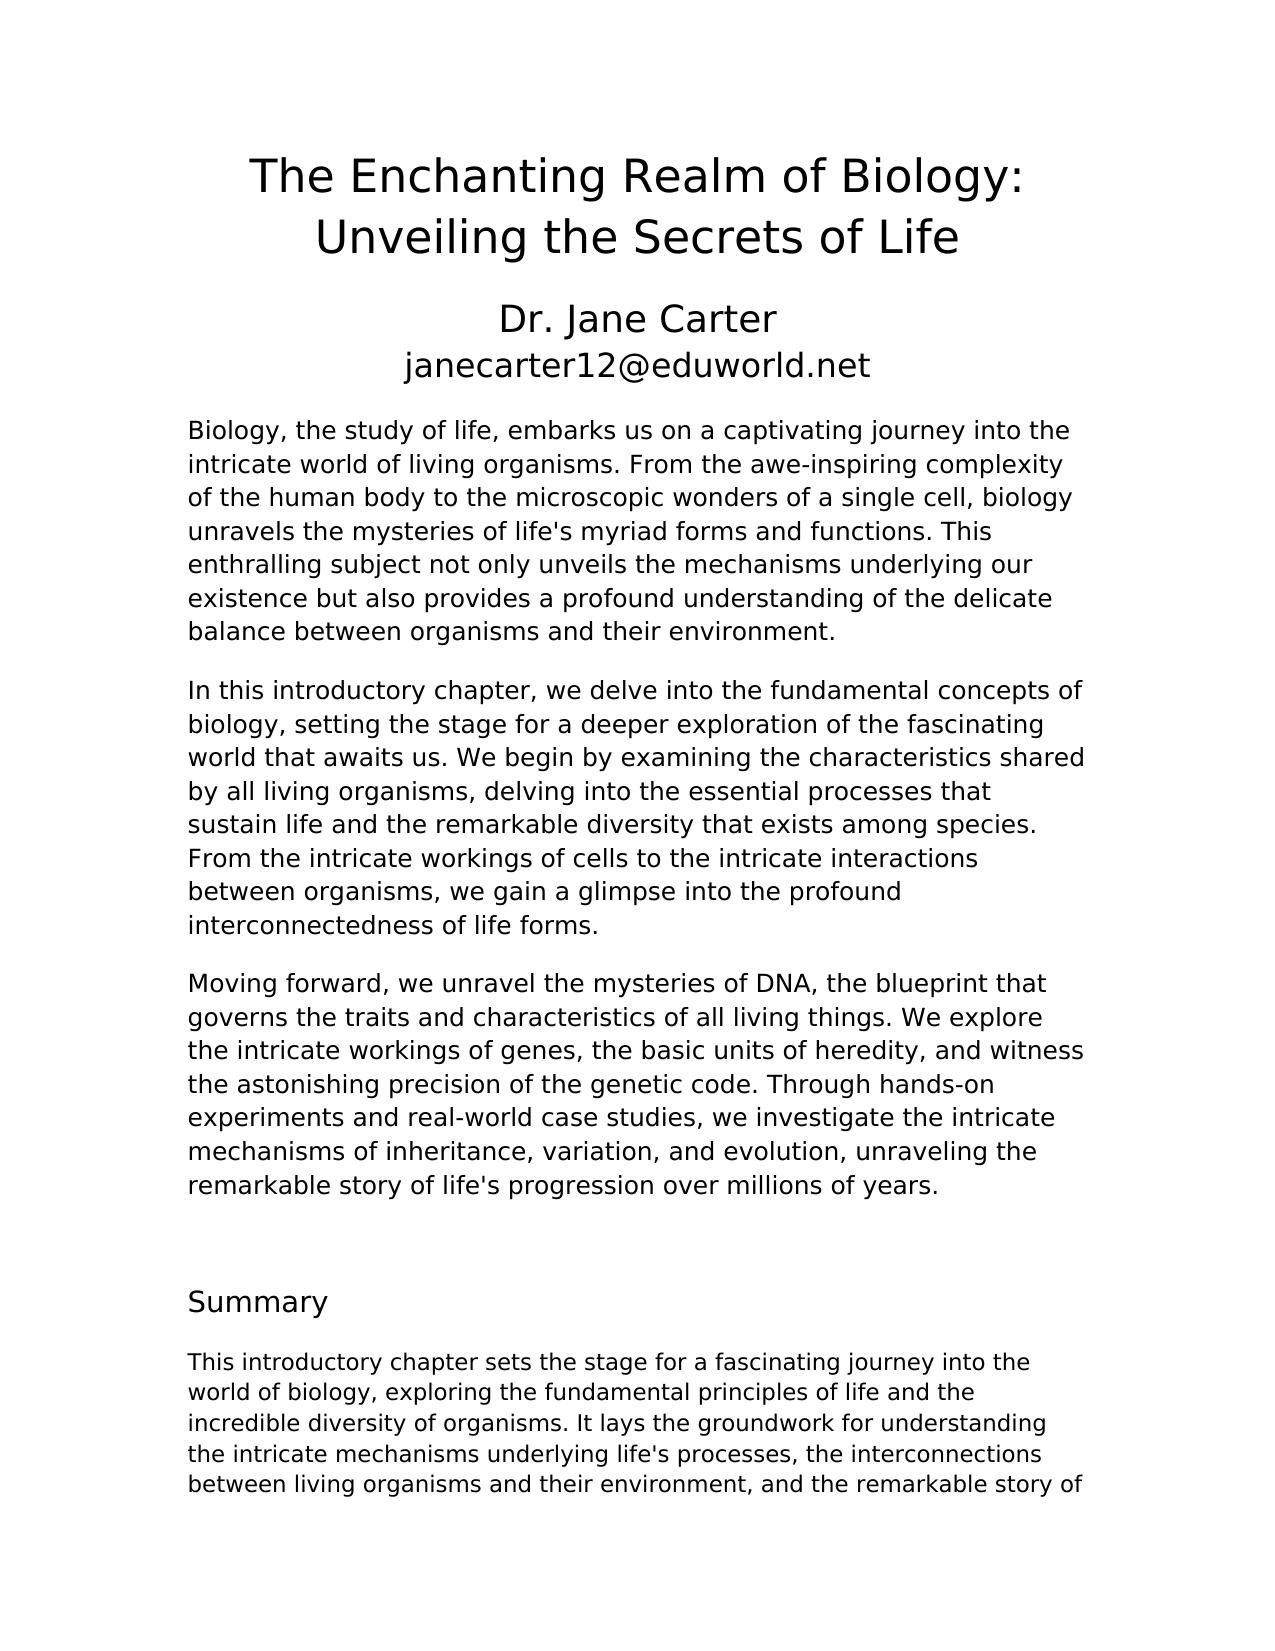 The Enchanting Realm of Biology:
Unveiling the Secrets of Life
Dr. Jane Carter
janecarter12@eduworld.net
Biology, the study of life, embarks us on a captivating journey into the
intricate world of living organisms. From the awe-inspiring complexity
of the human body to the microscopic wonders of a single cell, biology
unravels the mysteries of life's myriad forms and functions. This
enthralling subject not only unveils the mechanisms underlying our
existence but also provides a profound understanding of the delicate
balance between organisms and their environment.
In this introductory chapter, we delve into the fundamental concepts of
biology, setting the stage for a deeper exploration of the fascinating
world that awaits us. We begin by examining the characteristics shared
by all living organisms, delving into the essential processes that
sustain life and the remarkable diversity that exists among species.
From the intricate workings of cells to the intricate interactions
between organisms, we gain a glimpse into the profound
interconnectedness of life forms.
Moving forward, we unravel the mysteries of DNA, the blueprint that
governs the traits and characteristics of all living things. We explore
the intricate workings of genes, the basic units of heredity, and witness
the astonishing precision of the genetic code. Through hands-on
experiments and real-world case studies, we investigate the intricate
mechanisms of inheritance, variation, and evolution, unraveling the
remarkable story of life's progression over millions of years.
Summary
This introductory chapter sets the stage for a fascinating journey into the
world of biology, exploring the fundamental principles of life and the
incredible diversity of organisms. It lays the groundwork for understanding
the intricate mechanisms underlying life's processes, the interconnections
between living organisms and their environment, and the remarkable story of